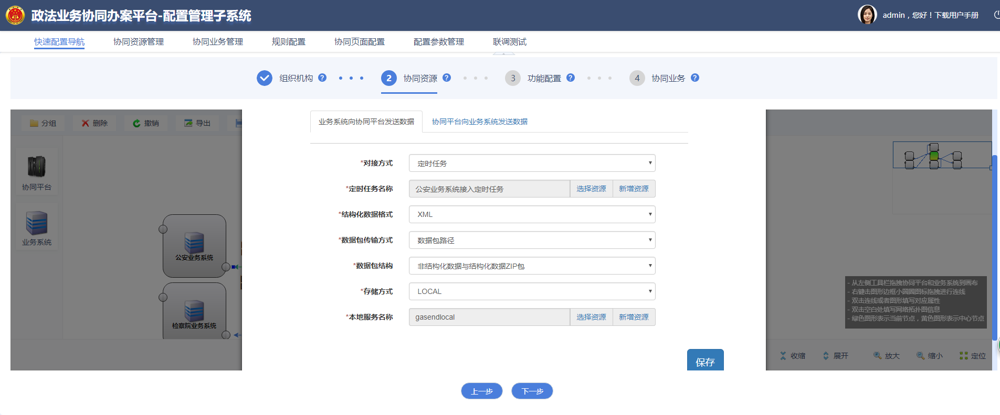 政法业务协同办案平台-配置管理子系统
admin，您好！下载用户手册
快速配置导航 协同资源管理 协同业务管理 规则配置 协同页面配置 配置参数管理 联调测试
组织机构 ? 2 协同资源 ? 3 功能配置 ? 4 协同业务 ?
分组 删除 撤销 导出
业务系统向协同平台发送数据 协同平台向业务系统发送数据
*对接方式 定时任务
*定时任务名称 公安业务系统接入定时任务 选择资源 新增资源
*结构化数据格式 XML
*数据包传输方式 数据包路径
*数据包结构 非结构化数据与结构化数据ZIP包
*存储方式 LOCAL
*本地服务名称 gasendlocal 选择资源 新增资源
保存
协同平台
业务系统
公安业务系统
检察院业务系统
- 从左侧工具栏拖拽协同平台和业务系统到画布
- 右键击图形边框小圆圈图标拖拽进行连线
- 双击连线或者图形填写对应属性
- 双击空白处填写网络拓扑图信息
- 绿色图形表示当前节点，黄色图形表示中心节点
收缩 展开 放大 缩小 定位
上一步 下一步